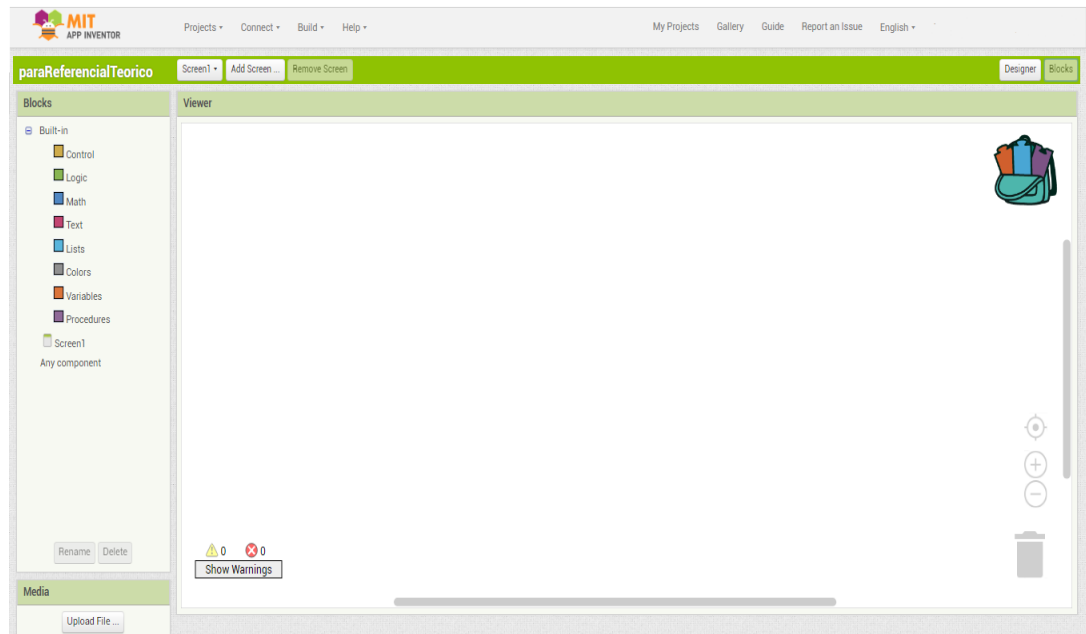 MIT
APP INVENTOR
Projects Connect Build Help My Projects Gallery Guide Report an Issue English
paraReferencialTeorico Screen1 Add Screen ... Remove Screen Designer Blocks
Blocks Viewer
Built-in
Control
Logic
Math
Text
Lists
Colors
Variables
Procedures
Screen1
Any component
Rename Delete
0 0
Show Warnings
Media
Upload File ...